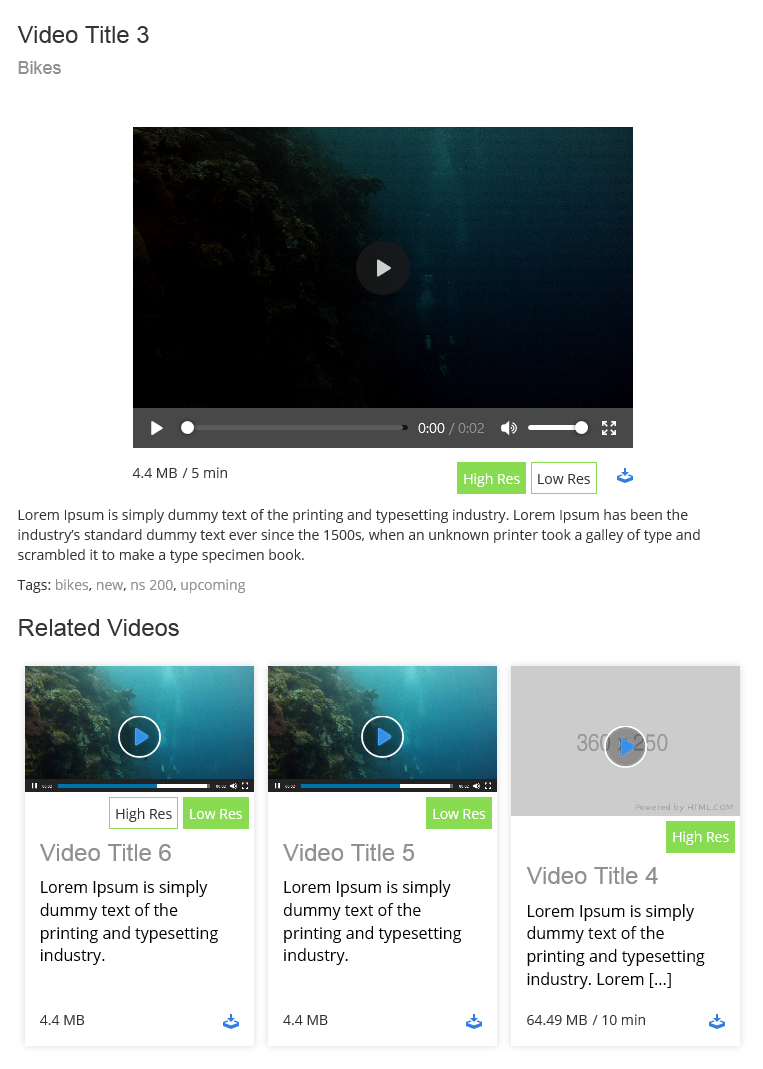 Video Title 3
Bikes
0:00 / 0:02
4.4 MB / 5 min
High Res
Low Res
Lorem Ipsum is simply dummy text of the printing and typesetting industry. Lorem Ipsum has been the
industry’s standard dummy text ever since the 1500s, when an unknown printer took a galley of type and
scrambled it to make a type specimen book.
Tags: bikes, new, ns 200, upcoming
Related Videos
High Res
Low Res
Video Title 6
Lorem Ipsum is simply
dummy text of the
printing and typesetting
industry.
4.4 MB
Low Res
Video Title 5
Lorem Ipsum is simply
dummy text of the
printing and typesetting
industry.
4.4 MB
360 x 250
Powered by HTML.COM
High Res
Video Title 4
Lorem Ipsum is simply
dummy text of the
printing and typesetting
industry. Lorem [...]
64.49 MB / 10 min